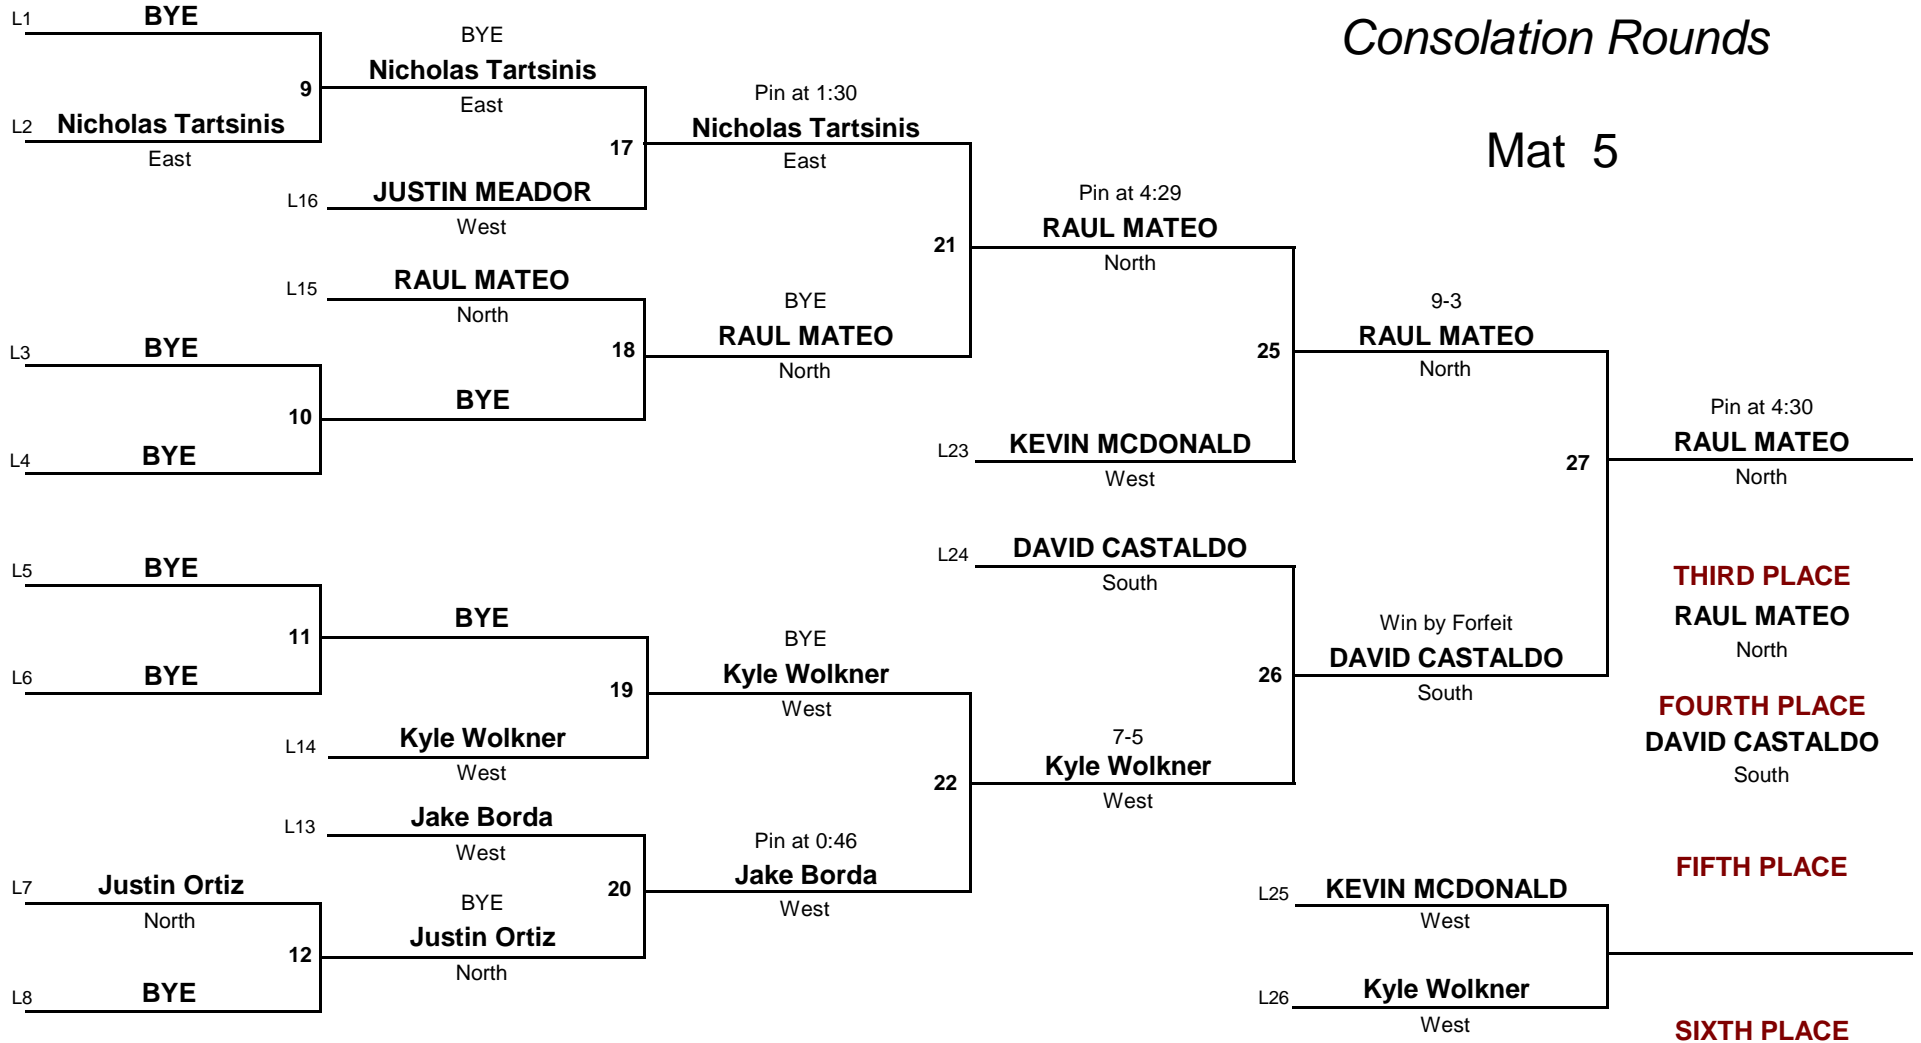 Consolation Rounds
Mat 5
L1 BYE
9
L2 Nicholas Tartsinis
East
BYE
Nicholas Tartsinis
East
17
L16 JUSTIN MEADOR
West
Pin at 1:30
Nicholas Tartsinis
East
21
L15 RAUL MATEO
North
18
BYE
RAUL MATEO
North
L3 BYE
10
BYE
L4 BYE
Pin at 4:29
RAUL MATEO
North
25
L23 KEVIN MCDONALD
West
9-3
RAUL MATEO
North
27
Pin at 4:30
RAUL MATEO
North
L5 BYE
11
BYE
L6 BYE
19
L14 Kyle Wolkner
West
BYE
Kyle Wolkner
West
22
L13 Jake Borda
West
20
L7 Justin Ortiz
North
12
L8 BYE
BYE
Justin Ortiz
North
Pin at 0:46
Jake Borda
West
L24 DAVID CASTALDO
South
26
7-5
Kyle Wolkner
West
Win by Forfeit
DAVID CASTALDO
South
THIRD PLACE
RAUL MATEO
North
FOURTH PLACE
DAVID CASTALDO
South
L25 KEVIN MCDONALD
West
L26 Kyle Wolkner
West
FIFTH PLACE
SIXTH PLACE